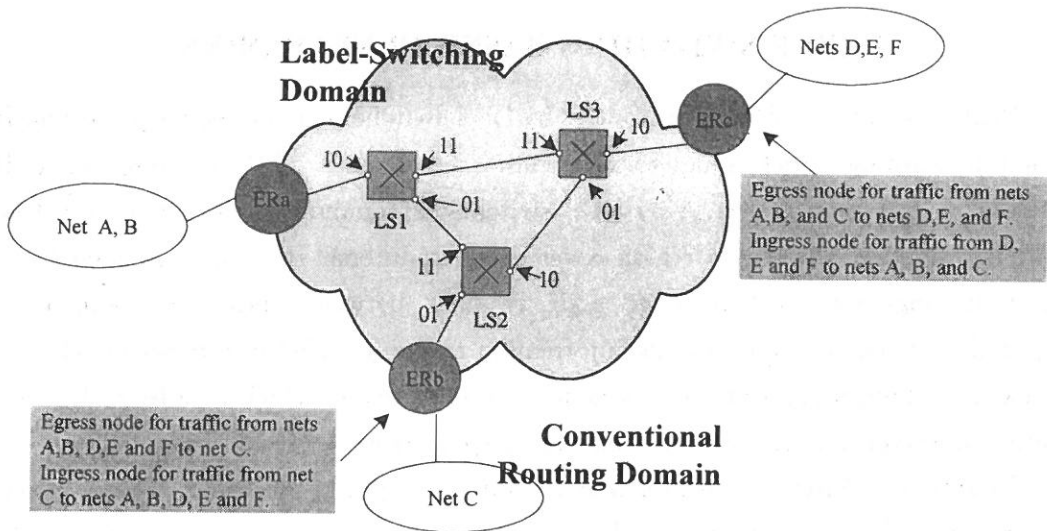 Label-Switching
Domain
Nets D,E, F
ERc
LS3
10
11
01
10
11
01
LS1
ERa
Net A, B
11
10
01
LS2
ERb
Egress node for traffic from nets
A,B, and C to nets D,E, and F.
Ingress node for traffic from D,
E and F to nets A, B, and C.
Egress node for traffic from nets
A,B, D,E and F to net C.
Ingress node for traffic from net
C to nets A, B, D, E and F.
Conventional
Routing Domain
Net C